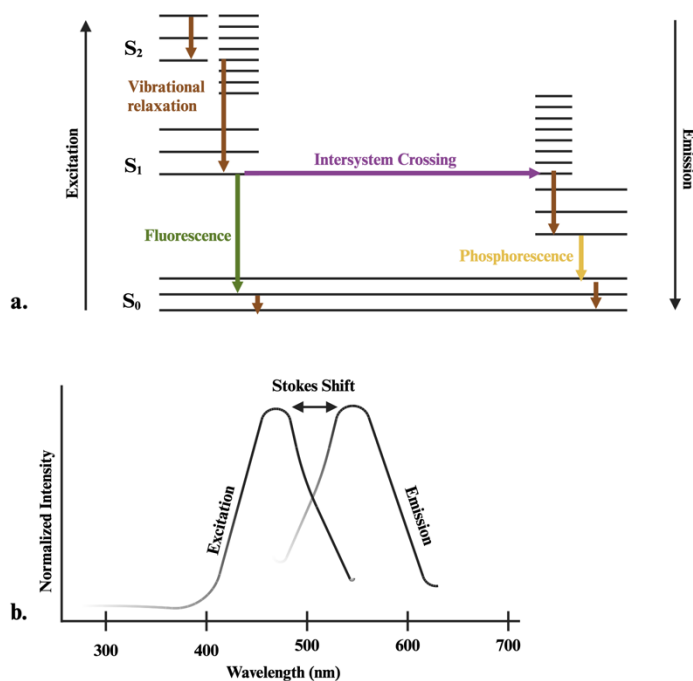 S2
Vibrational
relaxation
Excitation
S1
Intersystem Crossing
Emission
Fluorescence
Phosphorescence
S0
a.
Stokes Shift
Normalized Intensity
Excitation
Emission
b.
300 400 500 600 700
Wavelength (nm)